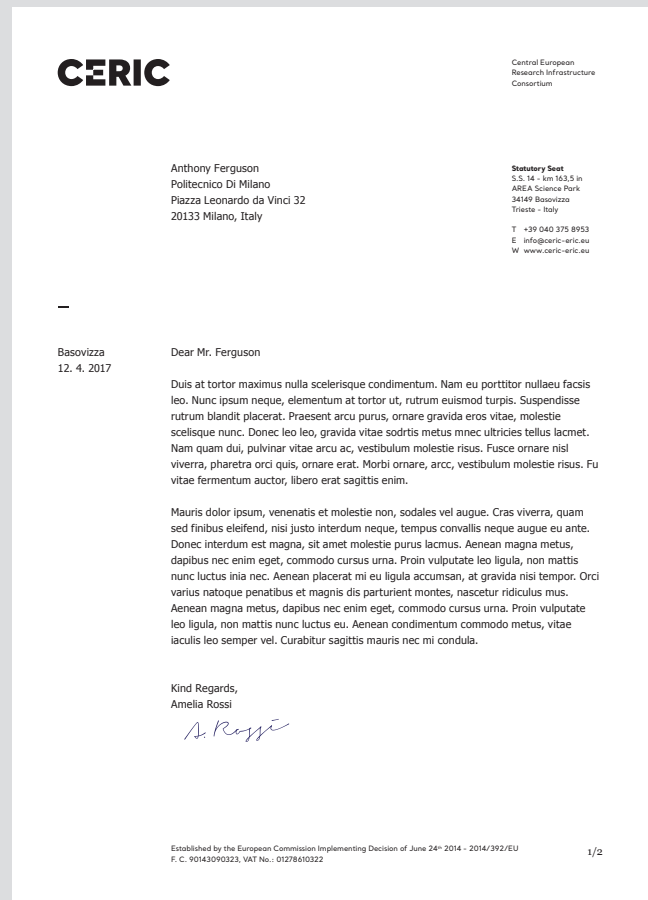 CERIC
Central European
Research Infrastructure
Consortium
Anthony Ferguson
Politecnico Di Milano
Piazza Leonardo da Vinci 32
20133 Milano, Italy
Statutory Seat
S.S. 14 - km 163,5 in
AREA Science Park
34149 Basovizza
Trieste - Italy
T +39 040 375 8953
E info@ceric-eric.eu
W www.ceric-eric.eu
Basovizza
12. 4. 2017
Dear Mr. Ferguson
Duis at tortor maximus nulla scelerisque condimentum. Nam eu porttitor nullaeu facsis
leo. Nunc ipsum neque, elementum at tortor ut, rutrum euismod turpis. Suspendisse
rutrum blandit placerat. Praesent arcu purus, ornare gravida eros vitae, molestie
scelisque nunc. Donec leo leo, gravida vitae sodrtis metus mnec ultricies tellus lacmet.
Nam quam dui, pulvinar vitae arcu ac, vestibulum molestie risus. Fusce ornare nisl
viverra, pharetra orci quis, ornare erat. Morbi ornare, arcc, vestibulum molestie risus. Fu
vitae fermentum auctor, libero erat sagittis enim.
Mauris dolor ipsum, venenatis et molestie non, sodales vel augue. Cras viverra, quam
sed finibus eleifend, nisi justo interdum neque, tempus convallis neque augue eu ante.
Donec interdum est magna, sit amet molestie purus lacmus. Aenean magna metus,
dapibus nec enim eget, commodo cursus urna. Proin vulputate leo ligula, non mattis
nunc luctus inia nec. Aenean placerat mi eu ligula accumsan, at gravida nisi tempor. Orci
varius natoque penatibus et magnis dis parturient montes, nascetur ridiculus mus.
Aenean magna metus, dapibus nec enim eget, commodo cursus urna. Proin vulputate
leo ligula, non mattis nunc luctus eu. Aenean condimentum commodo metus, vitae
iaculis leo semper vel. Curabitur sagittis mauris nec mi condula.
Kind Regards,
Amelia Rossi
A. Rossi
Established by the European Commission Implementing Decision of June 24th 2014 - 2014/392/EU
F. C. 90143090323, VAT No.: 01278610322
1/2